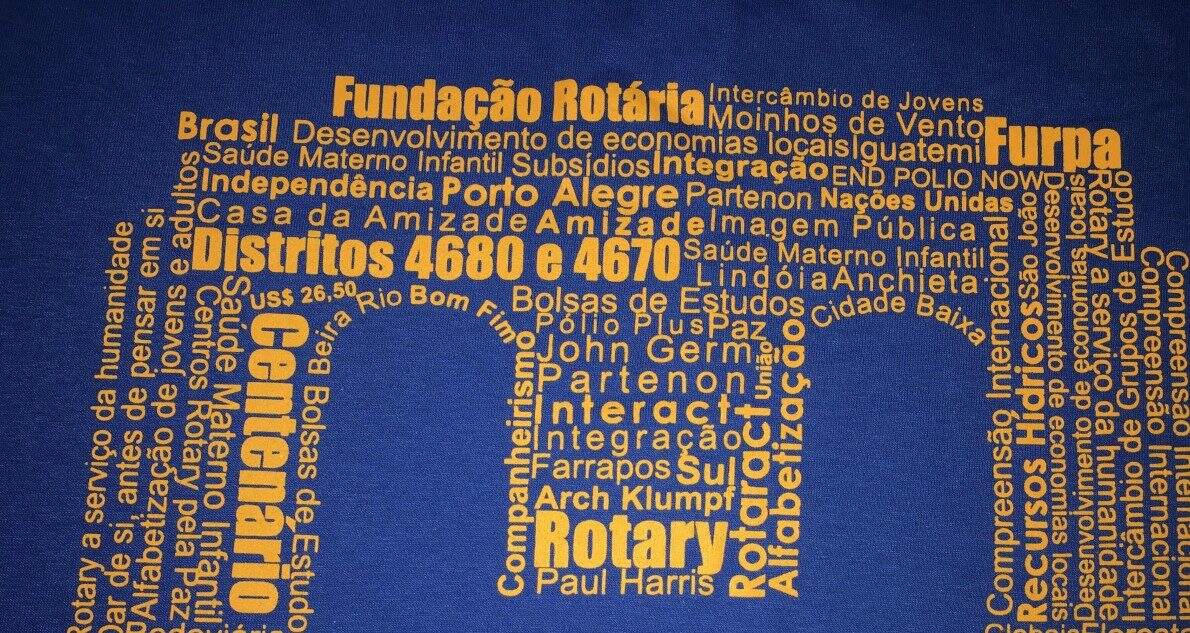 Fundação Rotária Intercâmbio de Jovens
Moinhos de Vento
Brasil Desenvolvimento de economias locais Iguatemi Furpa
Saúde Materno Infantil Subsídios Integração END POLIO NOW
Independência Porto Alegre Partenon Nações Unidas
Casa da Amizade Amizade Imagem Pública
Distritos 4680 e 4670 Saúde Materno Infantil
Lindóia Anchieta
US$ 26,50 Beira Rio Bom Fim Bolsas de Estudos Cidade Baixa
Pólio Plus Paz
John Germ
União
Partenon
Interact
Integração
Farrapos Sul
Arch Klumpf
Rotary
Paul Harris
Rotary a serviço da humanidade
Dar de si, antes de pensar em si
Alfabetização de jovens e adultos
Centros Rotary pela Paz
Saúde Materno Infantil
Centenário
Bolsas de Estudo
Companheirismo
Rotaract
Alfabetização
Compreensão Internacional
Recursos Hídricos São João
Desenvolvimento de economias locais
Desenvolvimento de economias locais
Rotary a serviço da humanidade
Intercâmbio de Grupos de Estudo
Compreensão Internacional
Compreensão Internacional